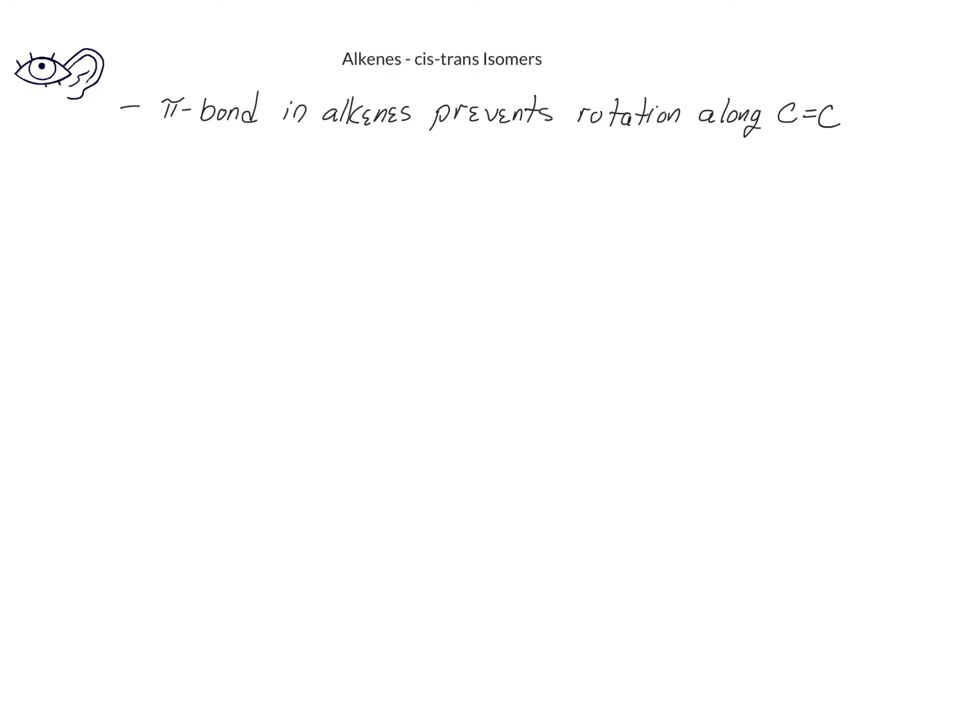 Alkenes - cis-trans Isomers
- π-bond in alkenes prevents rotation along C=C